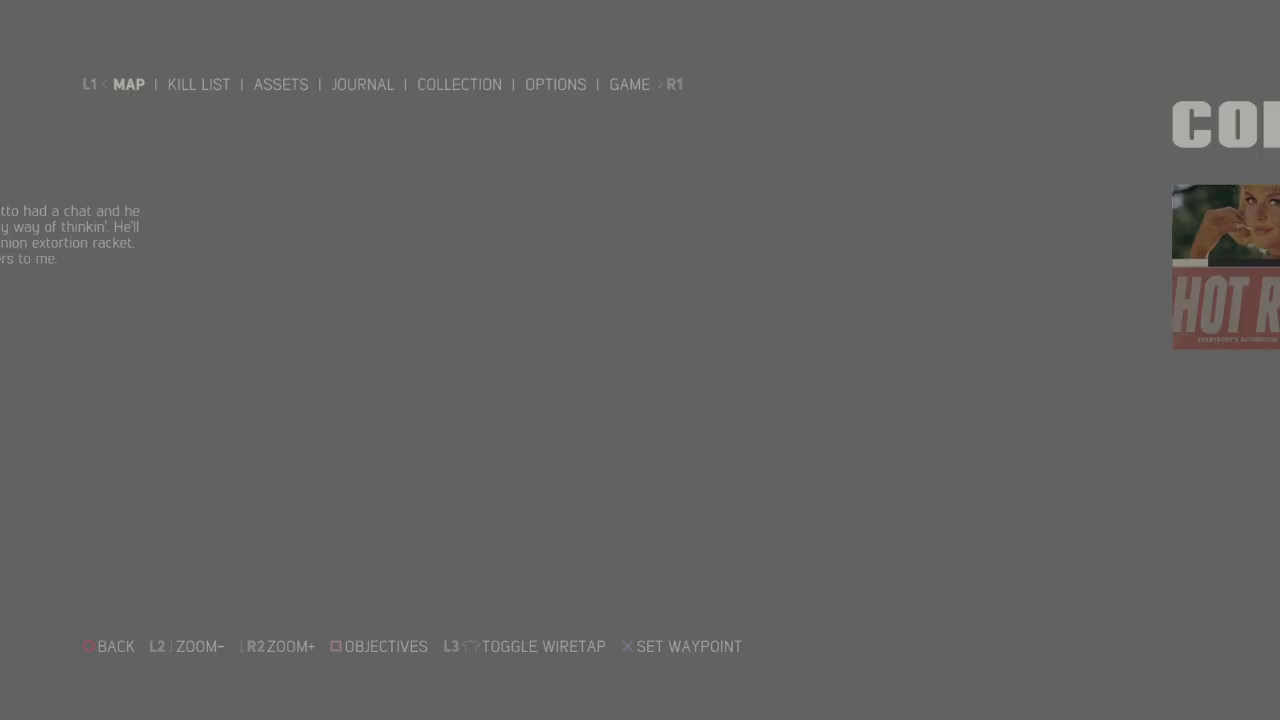 L1 < MAP | KILL LIST | ASSETS | JOURNAL | COLLECTION | OPTIONS | GAME > R1
CO
tto had a chat and he
y way of thinkin'. He'll
nion extortion racket.
rs to me.
HOT R
EVERYBODY'S AUTOMOTIVE
BACK L2 ZOOM- R2 ZOOM+ OBJECTIVES L3 TOGGLE WIRETAP SET WAYPOINT